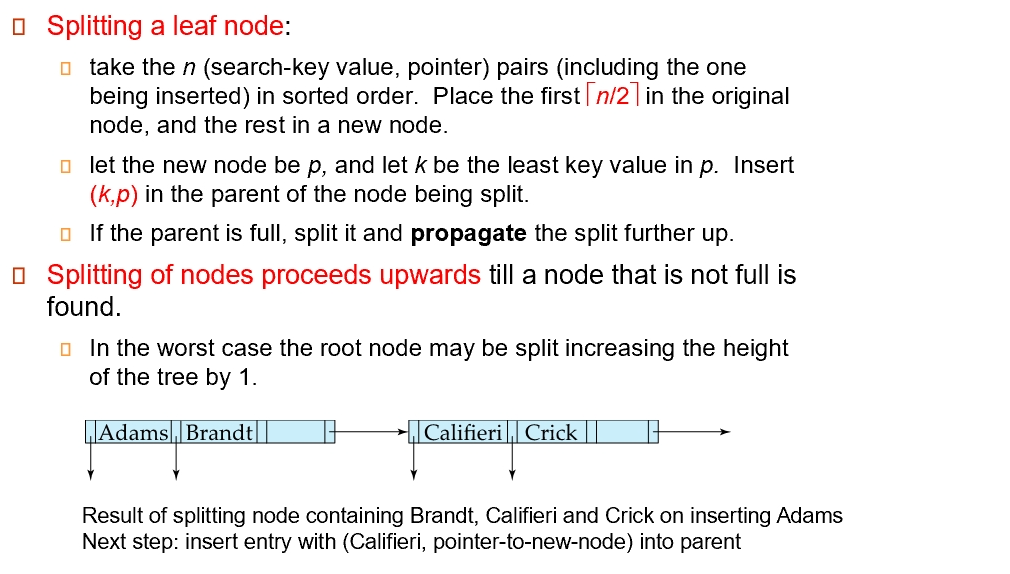 Splitting a leaf node:
take the n (search-key value, pointer) pairs (including the one
being inserted) in sorted order.  Place the first ⌈n/2⌉ in the original
node, and the rest in a new node.
let the new node be p, and let k be the least key value in p.  Insert
(k,p) in the parent of the node being split.
If the parent is full, split it and propagate the split further up.
Splitting of nodes proceeds upwards till a node that is not full is
found.
In the worst case the root node may be split increasing the height
of the tree by 1.
Adams Brandt Califieri Crick
Result of splitting node containing Brandt, Califieri and Crick on inserting Adams
Next step: insert entry with (Califieri, pointer-to-new-node) into parent